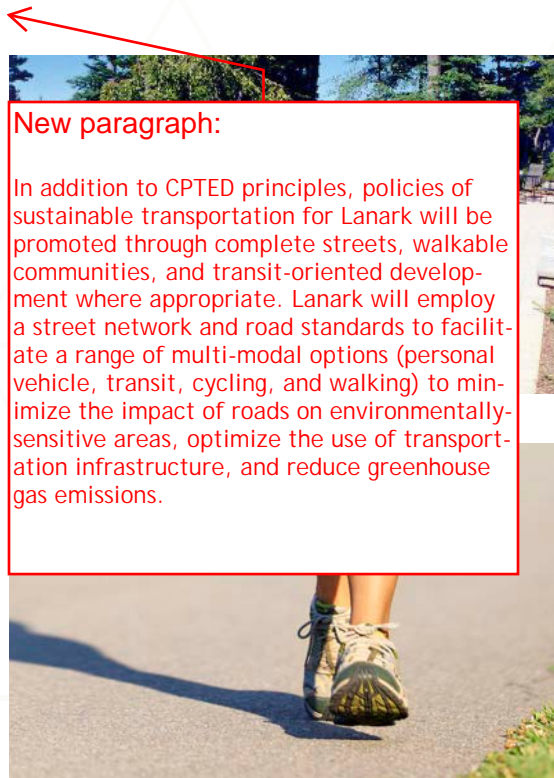 New paragraph:
In addition to CPTED principles, policies of
sustainable transportation for Lanark will be
promoted through complete streets, walkable
communities, and transit-oriented develop-
ment where appropriate. Lanark will employ
a street network and road standards to facilit-
ate a range of multi-modal options (personal
vehicle, transit, cycling, and walking) to min-
imize the impact of roads on environmentally-
sensitive areas, optimize the use of transport-
ation infrastructure, and reduce greenhouse
gas emissions.